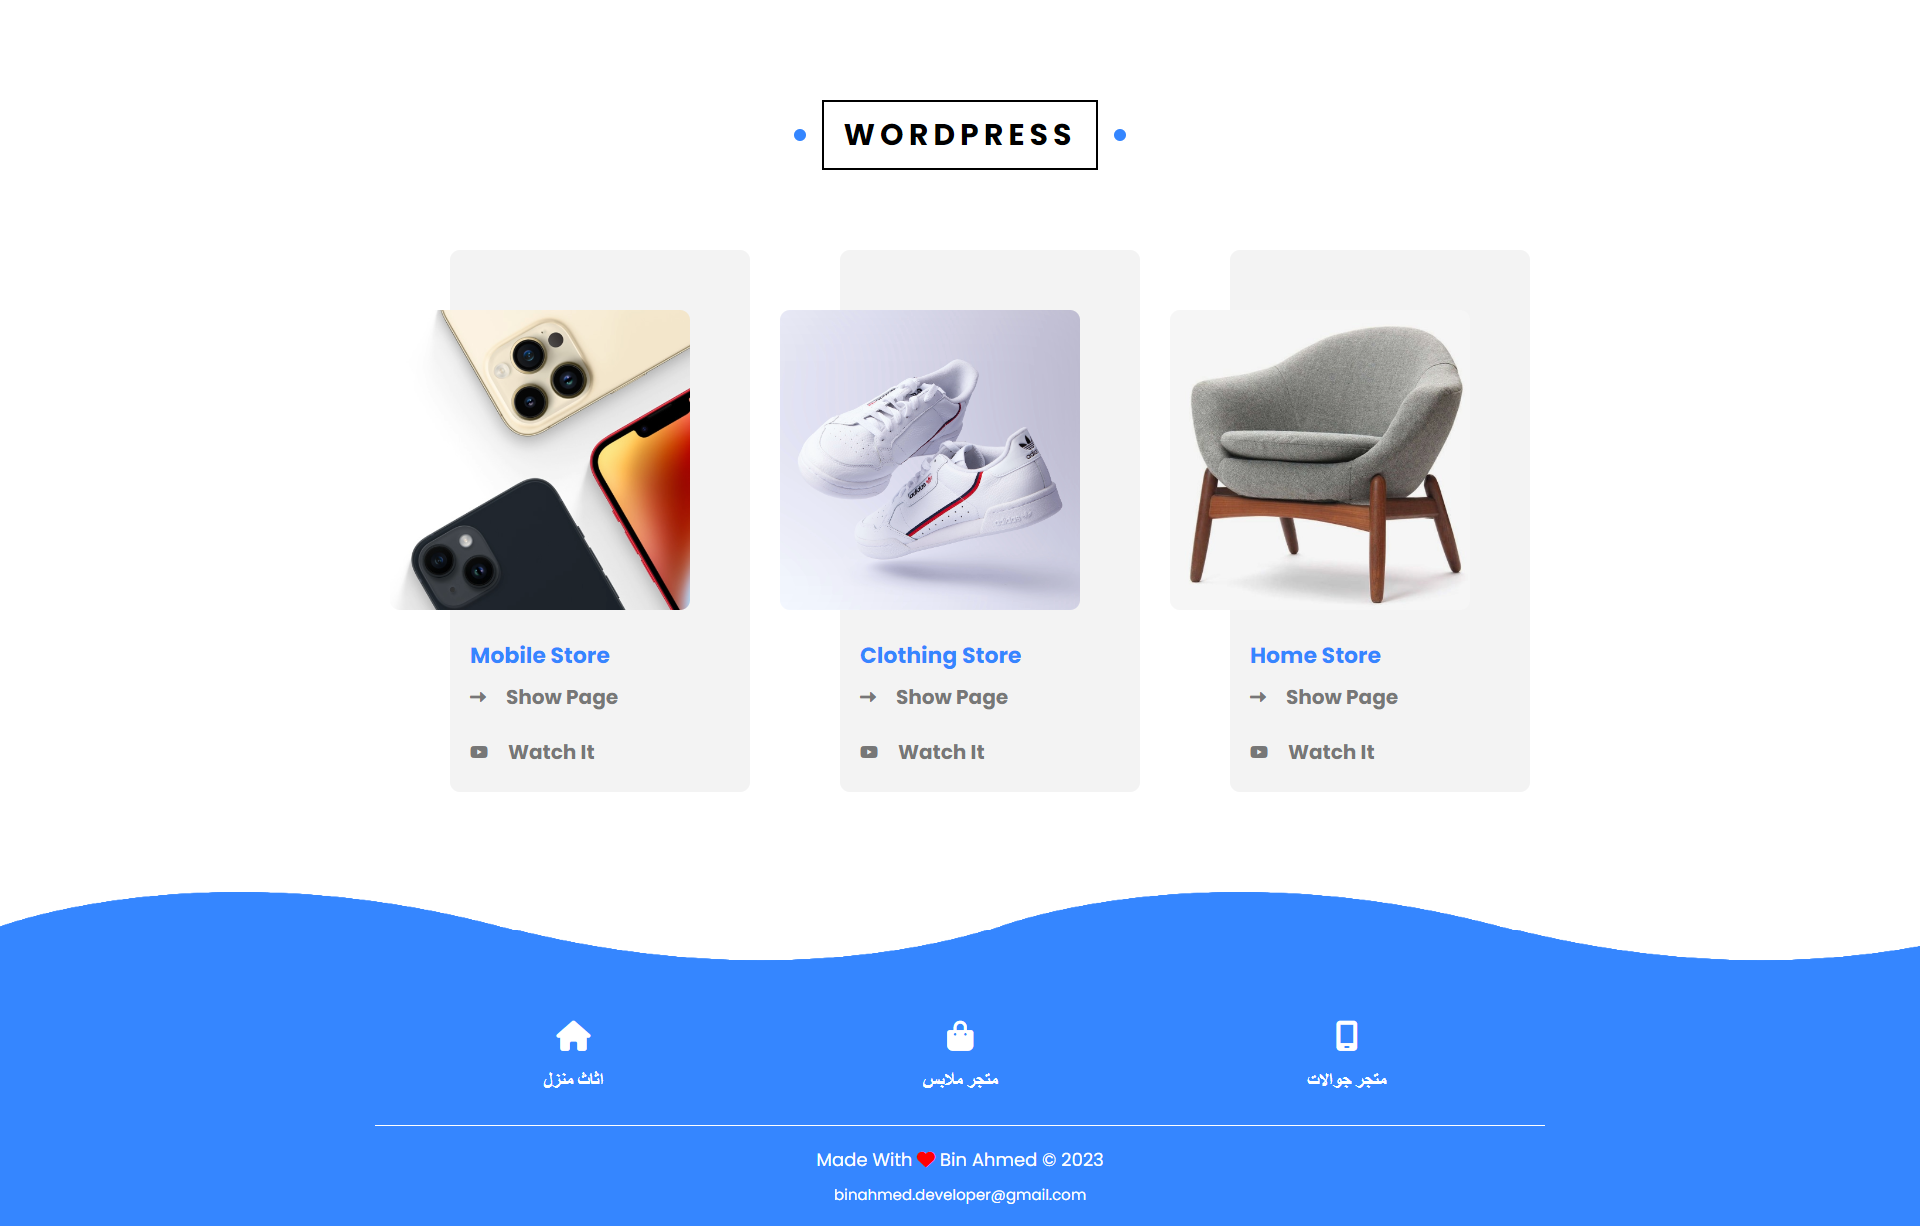 WORDPRESS
Mobile Store
Show Page
Watch It
Clothing Store
Show Page
Watch It
Home Store
Show Page
Watch It
اثاث منزل
متجر ملابس
متجر جوالات
Made With ❤ Bin Ahmed © 2023
binahmed.developer@gmail.com